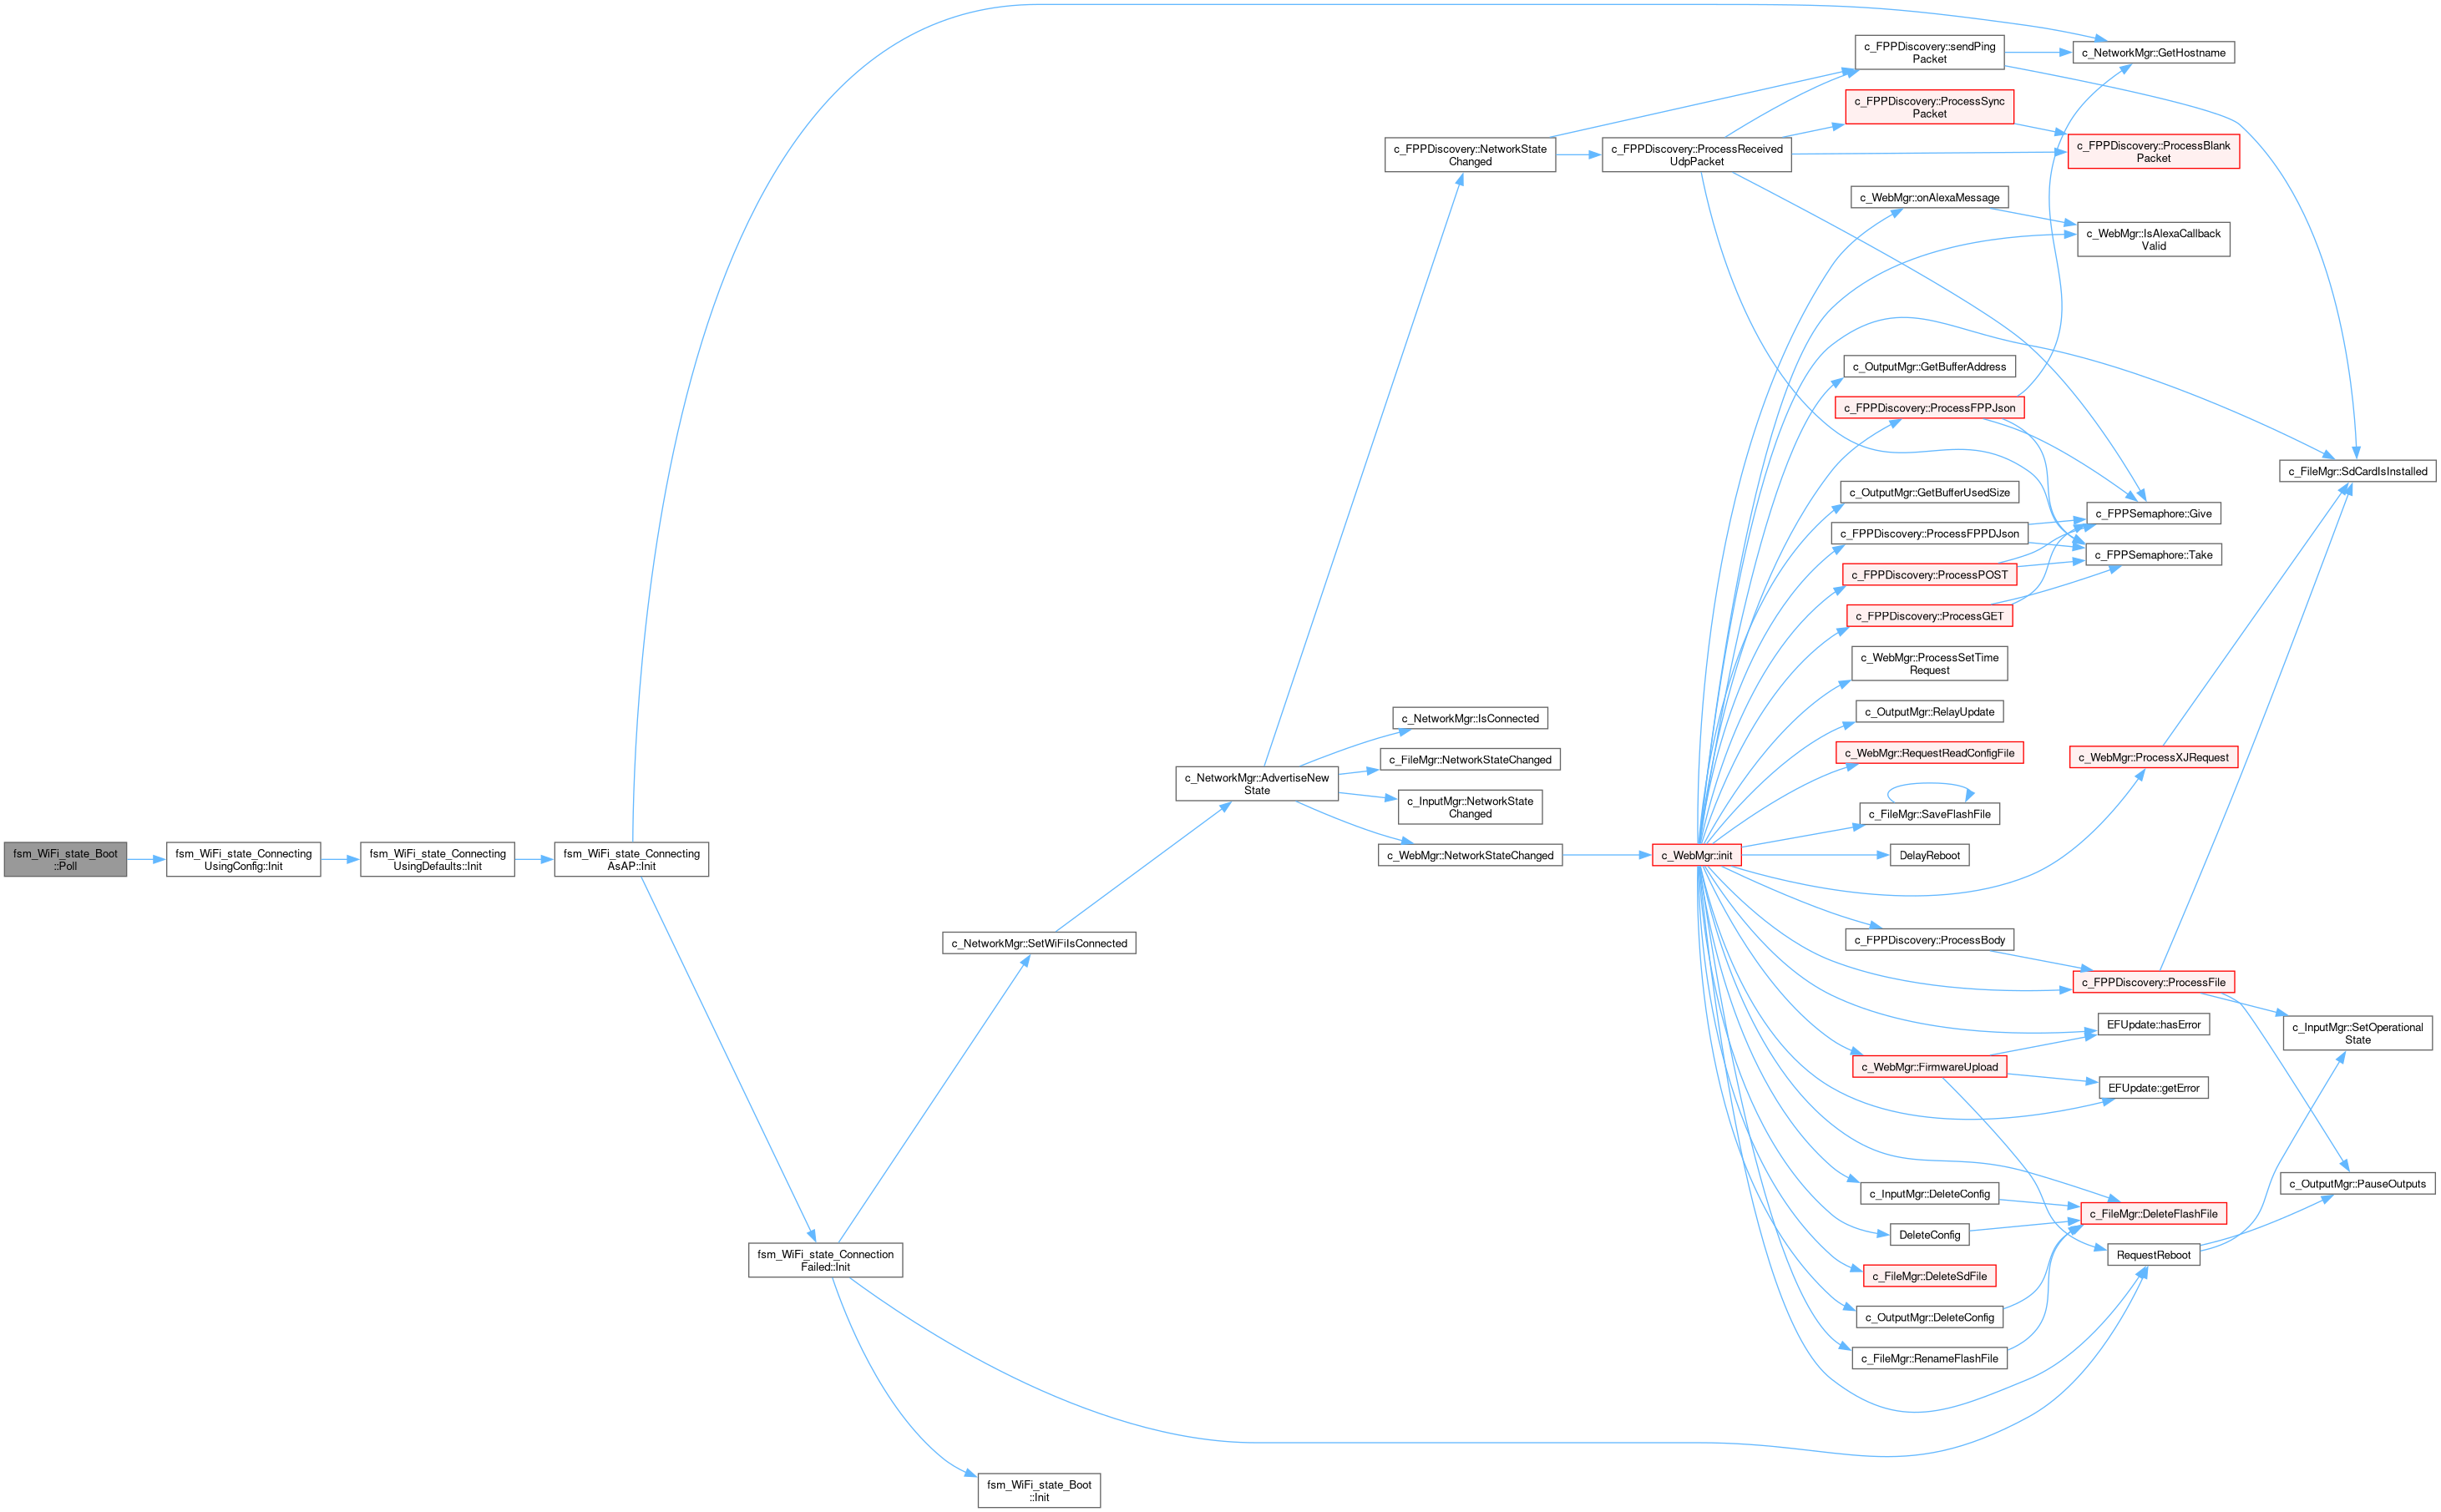 fsm_WiFi_state_Boot
::Poll
fsm_WiFi_state_Connecting
UsingConfig::Init
fsm_WiFi_state_Connecting
UsingDefaults::Init
fsm_WiFi_state_Connecting
AsAP::Init
fsm_WiFi_state_Connection
Failed::Init
fsm_WiFi_state_Boot
::Init
c_NetworkMgr::SetWiFiIsConnected
c_NetworkMgr::AdvertiseNew
State
c_FPPDiscovery::NetworkState
Changed
c_NetworkMgr::IsConnected
c_FileMgr::NetworkStateChanged
c_InputMgr::NetworkState
Changed
c_WebMgr::NetworkStateChanged
c_FPPDiscovery::ProcessReceived
UdpPacket
c_WebMgr::init
c_FPPDiscovery::sendPing
Packet
c_FPPDiscovery::ProcessSync
Packet
c_WebMgr::onAlexaMessage
c_OutputMgr::GetBufferAddress
c_FPPDiscovery::ProcessFPPJson
c_OutputMgr::GetBufferUsedSize
c_FPPDiscovery::ProcessFPPDJson
c_FPPDiscovery::ProcessPOST
c_FPPDiscovery::ProcessGET
c_WebMgr::ProcessSetTime
Request
c_OutputMgr::RelayUpdate
c_WebMgr::RequestReadConfigFile
c_FileMgr::SaveFlashFile
DelayReboot
c_FPPDiscovery::ProcessBody
c_WebMgr::FirmwareUpload
c_InputMgr::DeleteConfig
DeleteConfig
c_FileMgr::DeleteSdFile
c_OutputMgr::DeleteConfig
c_FileMgr::RenameFlashFile
c_NetworkMgr::GetHostname
c_FPPDiscovery::ProcessBlank
Packet
c_WebMgr::IsAlexaCallback
Valid
c_FPPSemaphore::Give
c_FPPSemaphore::Take
c_WebMgr::ProcessXJRequest
c_FPPDiscovery::ProcessFile
EFUpdate::hasError
EFUpdate::getError
c_FileMgr::DeleteFlashFile
RequestReboot
c_FileMgr::SdCardIsInstalled
c_InputMgr::SetOperational
State
c_OutputMgr::PauseOutputs